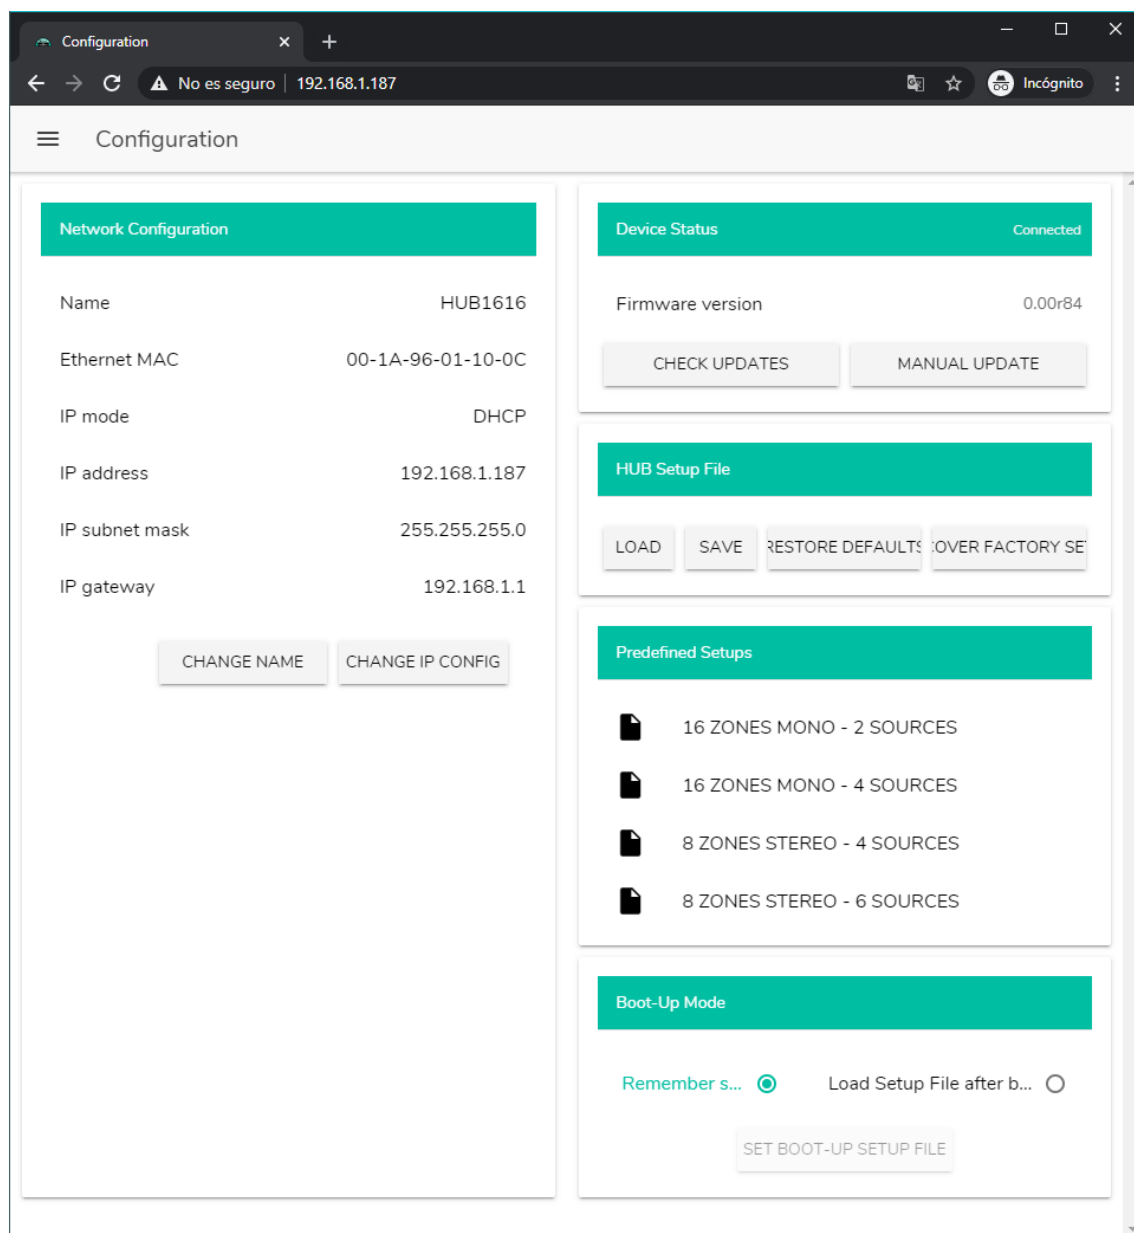 Configuration
No es seguro | 192.168.1.187
Incógnito
Configuration
Network Configuration
Name HUB1616
Ethernet MAC 00-1A-96-01-10-0C
IP mode DHCP
IP address 192.168.1.187
IP subnet mask 255.255.255.0
IP gateway 192.168.1.1
CHANGE NAME CHANGE IP CONFIG
Device Status Connected
Firmware version 0.00r84
CHECK UPDATES MANUAL UPDATE
HUB Setup File
LOAD SAVE RESTORE DEFAULTS COVER FACTORY SE
Predefined Setups
16 ZONES MONO - 2 SOURCES
16 ZONES MONO - 4 SOURCES
8 ZONES STEREO - 4 SOURCES
8 ZONES STEREO - 6 SOURCES
Boot-Up Mode
Remember s... Load Setup File after b...
SET BOOT-UP SETUP FILE